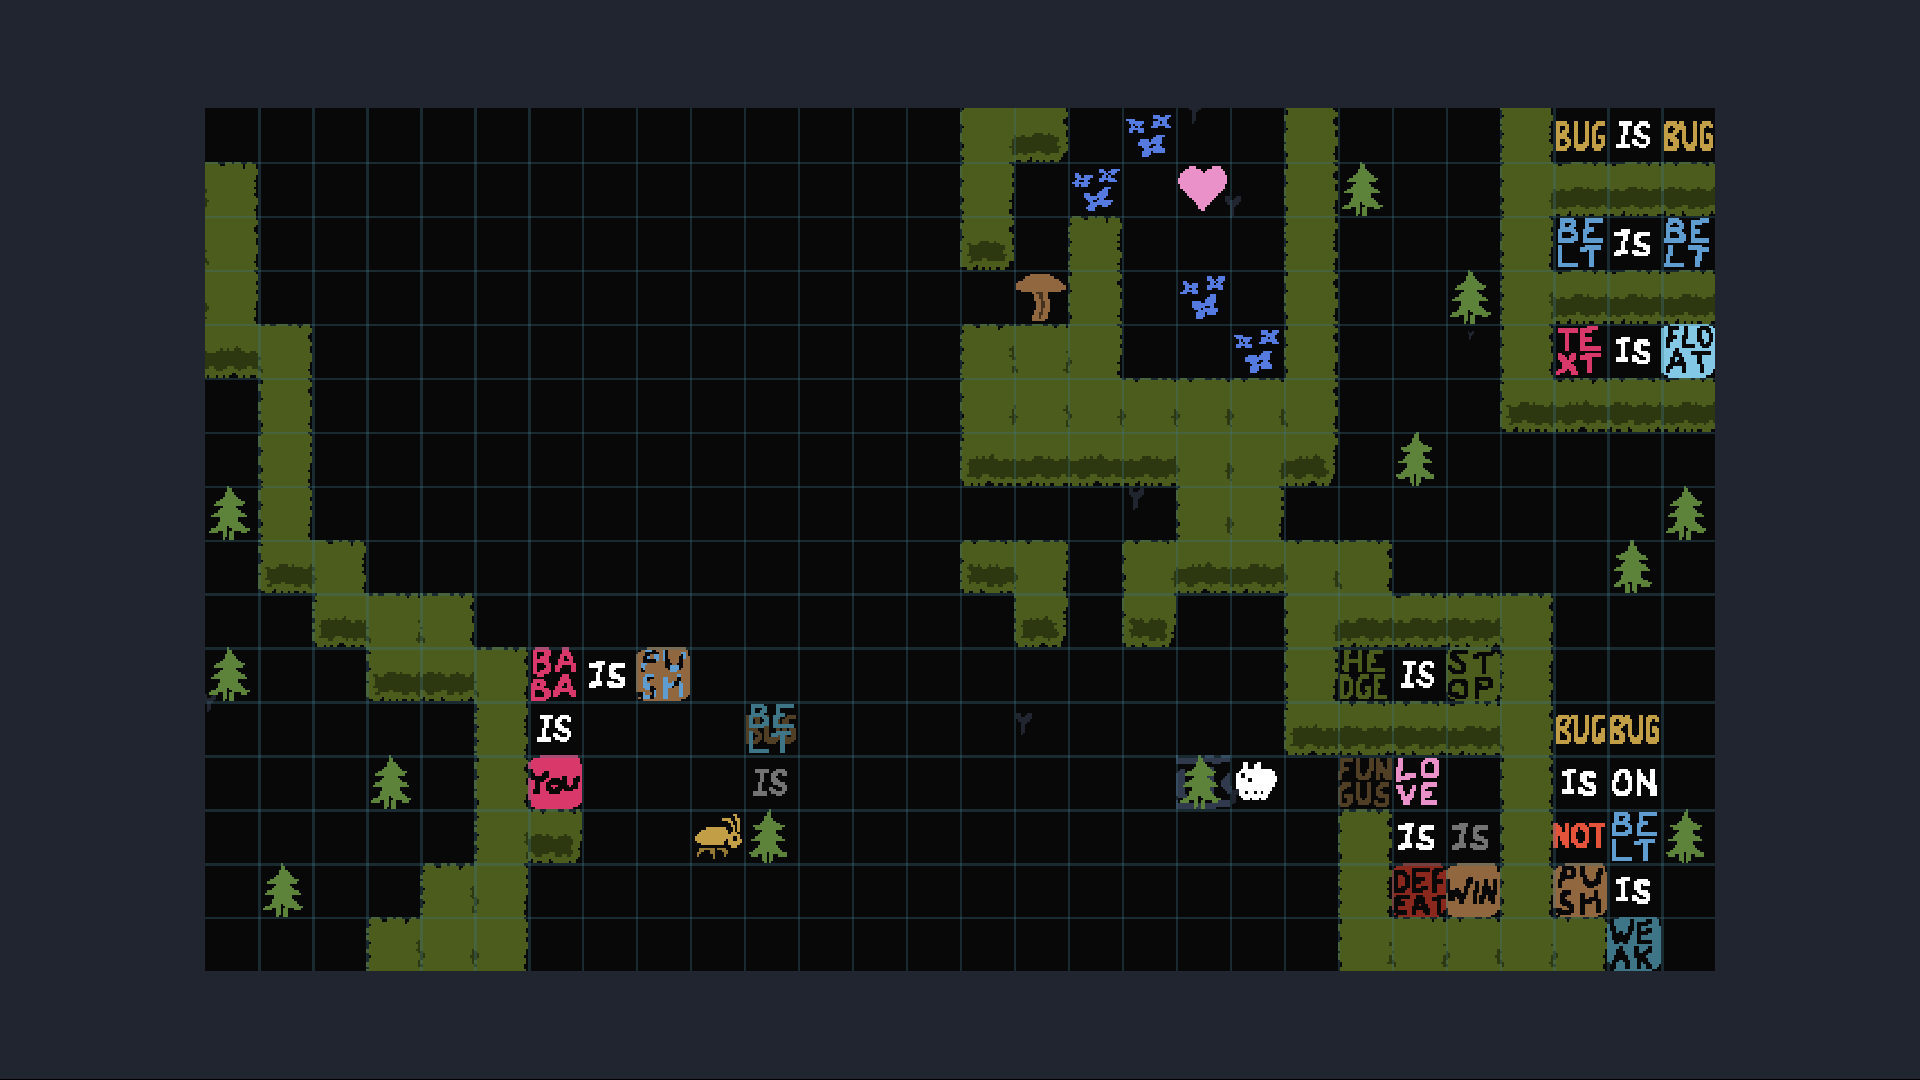 BUG IS BUG
BELT IS BELT
TEXT IS FLOAT
BABA IS PUSH
HEDGE IS STOP
IS
BELT
BUG BUG
YOU
IS
FUNGUS LOVE
IS ON
IS IS
NOT BELT
DEFEAT WIN
PUSH IS
WEAK